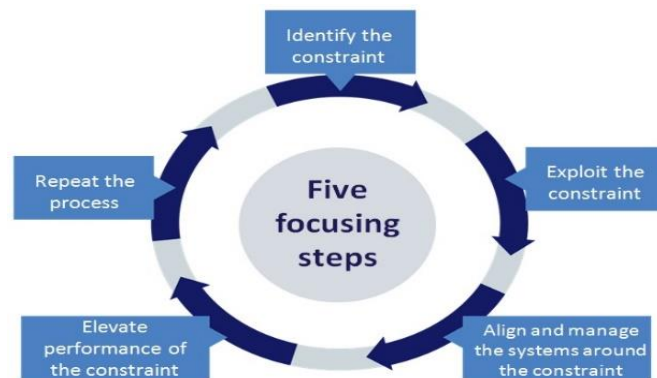 Identify the
constraint
Exploit the
constraint
Align and manage
the systems around
the constraint
Elevate
performance of
the constraint
Repeat the
process
Five
focusing
steps